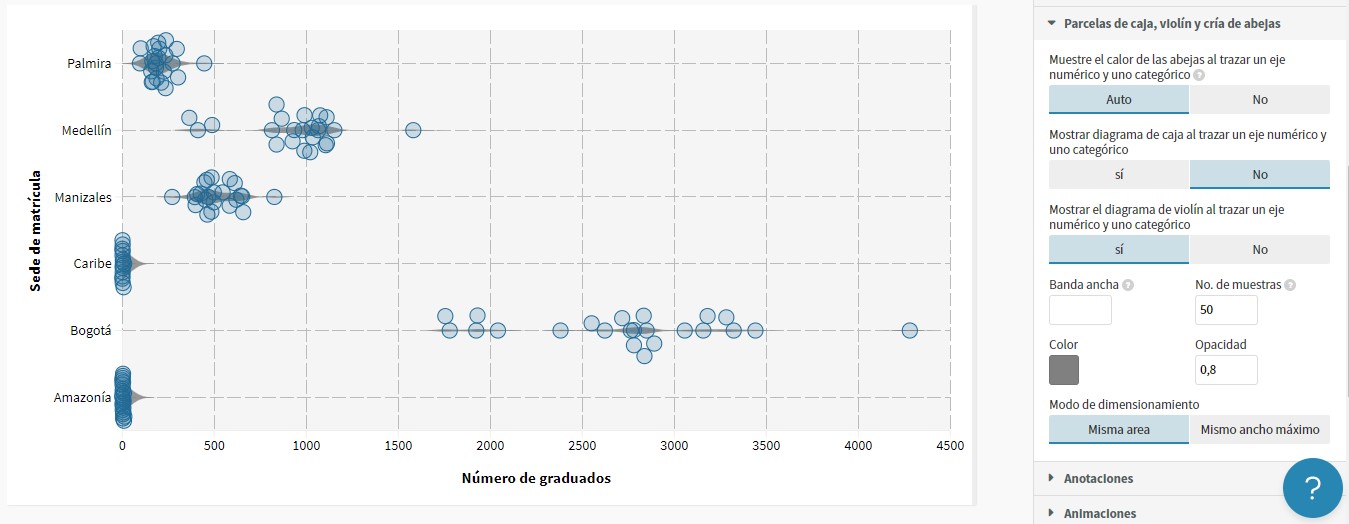 Sede de matrícula
Palmira
Medellín
Manizales
Caribe
Bogotá
Amazonía
0 500 1000 1500 2000 2500 3000 3500 4000 4500
Número de graduados
Parcelas de caja, violín y cría de abejas
Muestre el calor de las abejas al trazar un eje
numérico y uno categórico ?
Auto No
Mostrar diagrama de caja al trazar un eje numérico y
uno categórico
sí No
Mostrar el diagrama de violín al trazar un eje
numérico y uno categórico
sí No
Banda ancha ? No. de muestras ?
50
Color Opacidad
0,8
Modo de dimensionamiento
Misma area Mismo ancho máximo
Anotaciones
Animaciones
?